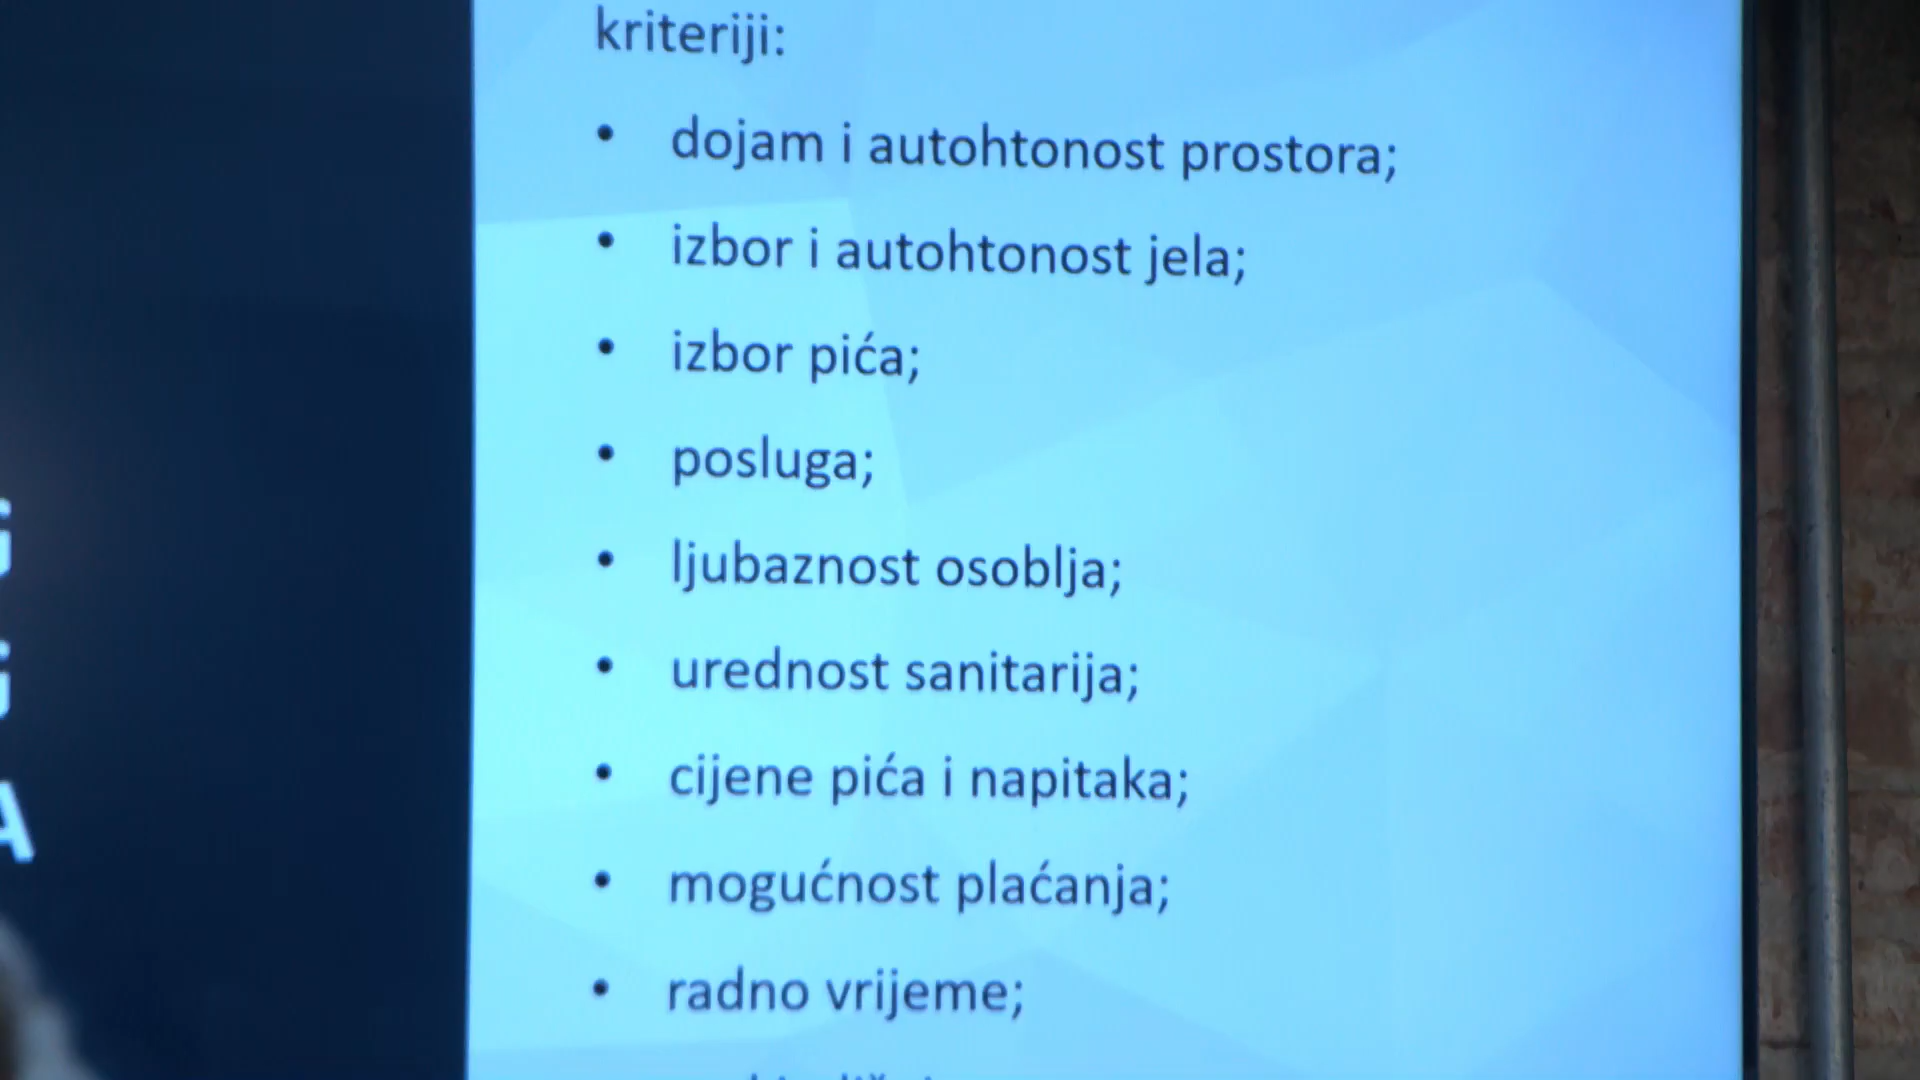 kriteriji:
• dojam i autohtonost prostora;
• izbor i autohtonost jela;
• izbor pića;
• posluga;
• ljubaznost osoblja;
• urednost sanitarija;
• cijene pića i napitaka;
• mogućnost plaćanja;
• radno vrijeme;
A